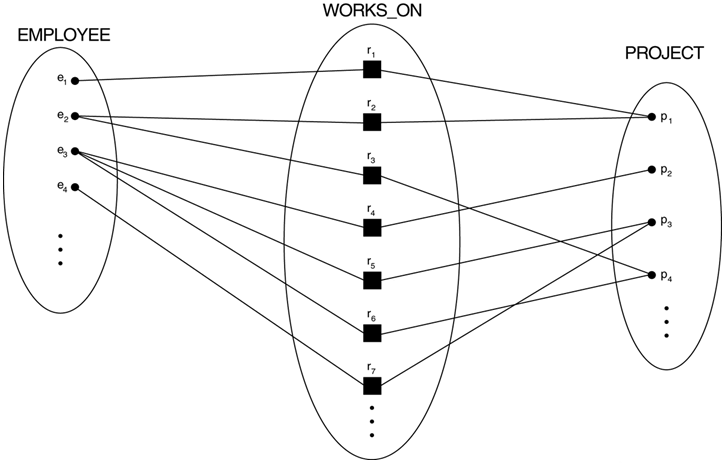 WORKS_ON
EMPLOYEE
PROJECT
r1
e1
r2
p1
e2
r3
e3
p2
e4
r4
p3
r5
p4
r6
r7